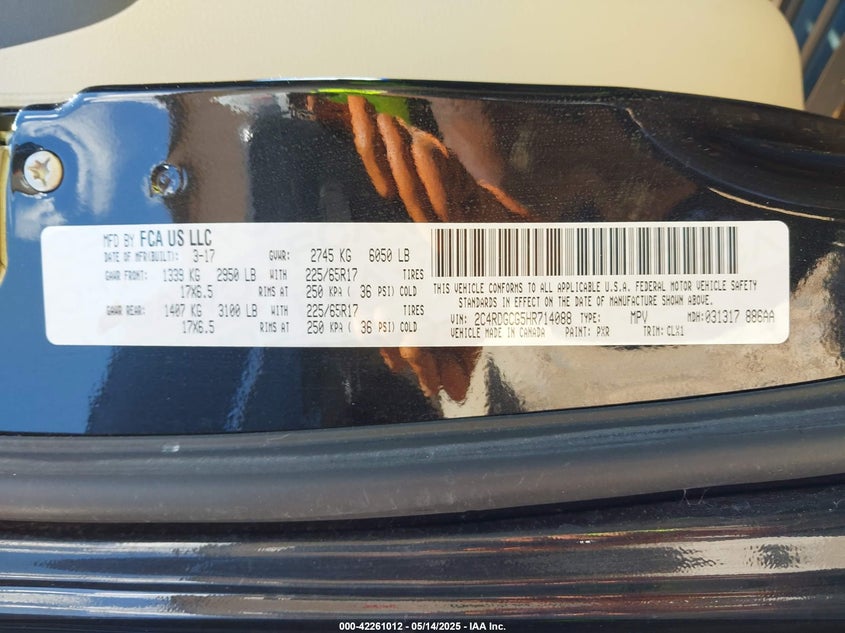 MFD BY FCA US LLC
DATE OF MFR(BUILT): 3-17 GVWR: 2745 KG 6050 LB
GAWR FRONT: 1339 KG 2950 LB WITH 225/65R17 TIRES
17X6.5 RIMS AT 250 KPA ( 36 PSI) COLD
GAWR REAR: 1407 KG 3100 LB WITH 225/65R17 TIRES
17X6.5 RIMS AT 250 KPA ( 36 PSI) COLD
THIS VEHICLE CONFORMS TO ALL APPLICABLE U.S.A. FEDERAL MOTOR VEHICLE SAFETY
STANDARDS IN EFFECT ON THE DATE OF MANUFACTURE SHOWN ABOVE.
VIN: 2C4RDGCG5HR714088 TYPE: MPV MDH: 031317 886AA
VEHICLE MADE IN CANADA PAINT: PXR TRIM: CLX1
000-42261012 - 05/14/2025 - IAA Inc.